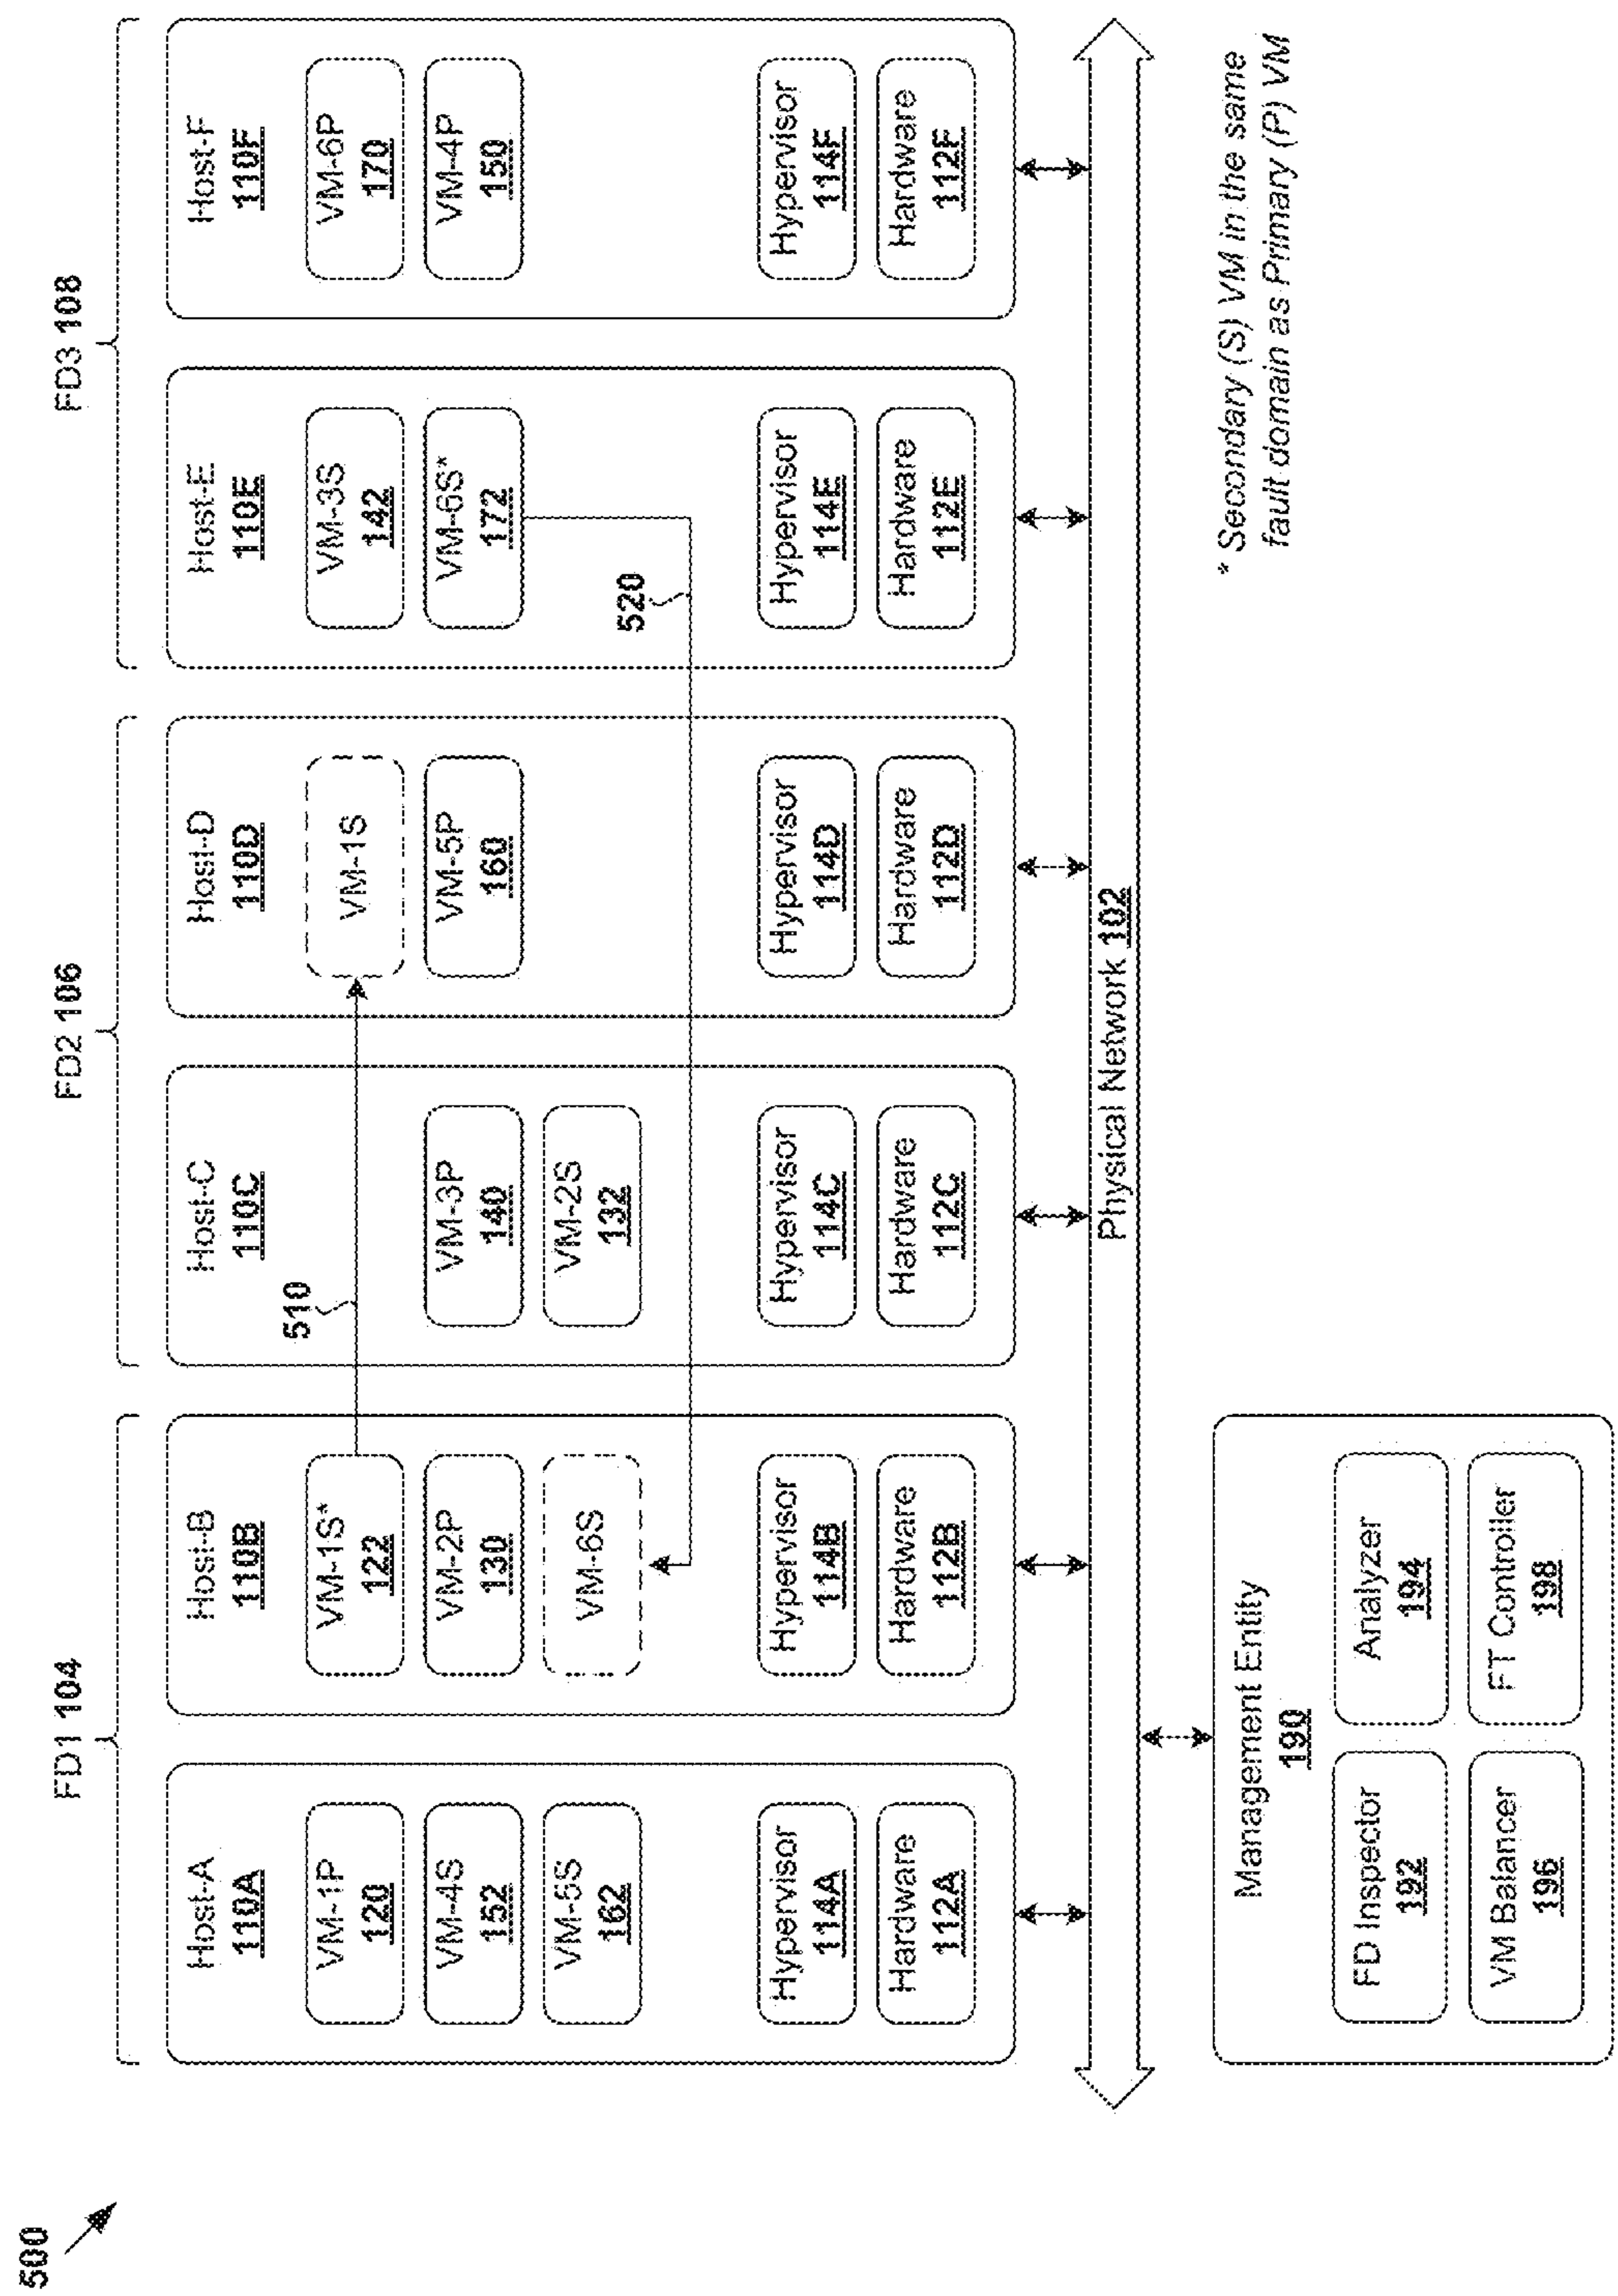 500
FD1 104
FD2 106
FD3 108
Host-A
110A
VM-1P
120
VM-4S
152
VM-5S
162
Hypervisor
114A
Hardware
112A
Host-B
110B
VM-1S*
122
VM-2P
130
VM-6S
Hypervisor
114B
Hardware
112B
510
Host-C
110C
VM-3P
140
VM-2S
132
Hypervisor
114C
Hardware
112C
Host-D
110D
VM-1S
VM-5P
160
Hypervisor
114D
Hardware
112D
520
Host-E
110E
VM-3S
142
VM-6S*
172
Hypervisor
114E
Hardware
112E
Host-F
110F
VM-6P
170
VM-4P
150
Hypervisor
114F
Hardware
112F
Physical Network 102
Management Entity
190
FD Inspector
192
Analyzer
194
VM Balancer
196
FT Controller
198
* Secondary (S) VM in the same
fault domain as Primary (P) VM